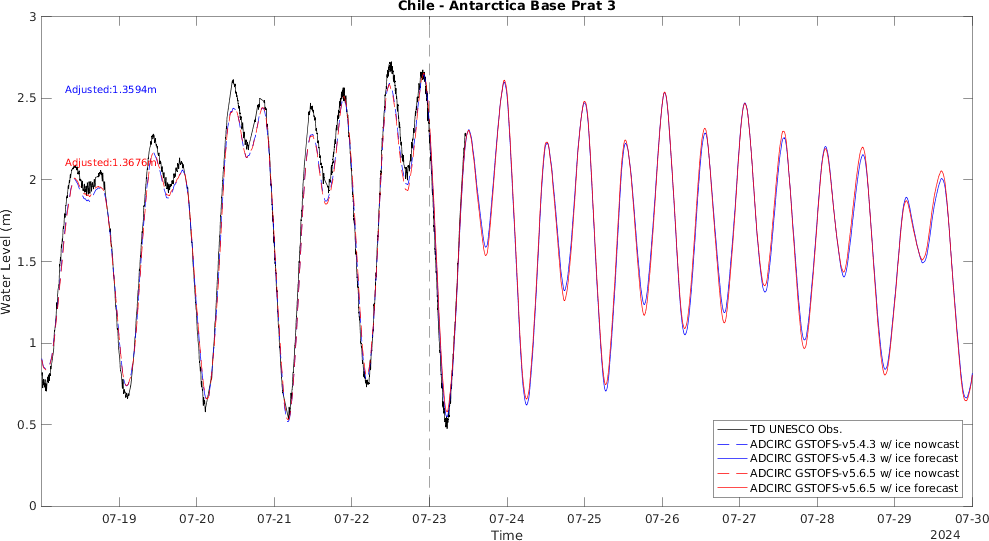 Chile - Antarctica Base Prat 3
3
2.5
2
1.5
1
0.5
0
Water Level (m)
Adjusted:1.3594m
Adjusted:1.3676m
TD UNESCO Obs.
ADCIRC GSTOFS-v5.4.3 w/ ice nowcast
ADCIRC GSTOFS-v5.4.3 w/ ice forecast
ADCIRC GSTOFS-v5.6.5 w/ ice nowcast
ADCIRC GSTOFS-v5.6.5 w/ ice forecast
07-19 07-20 07-21 07-22 07-23 07-24 07-25 07-26 07-27 07-28 07-29 07-30
Time
2024